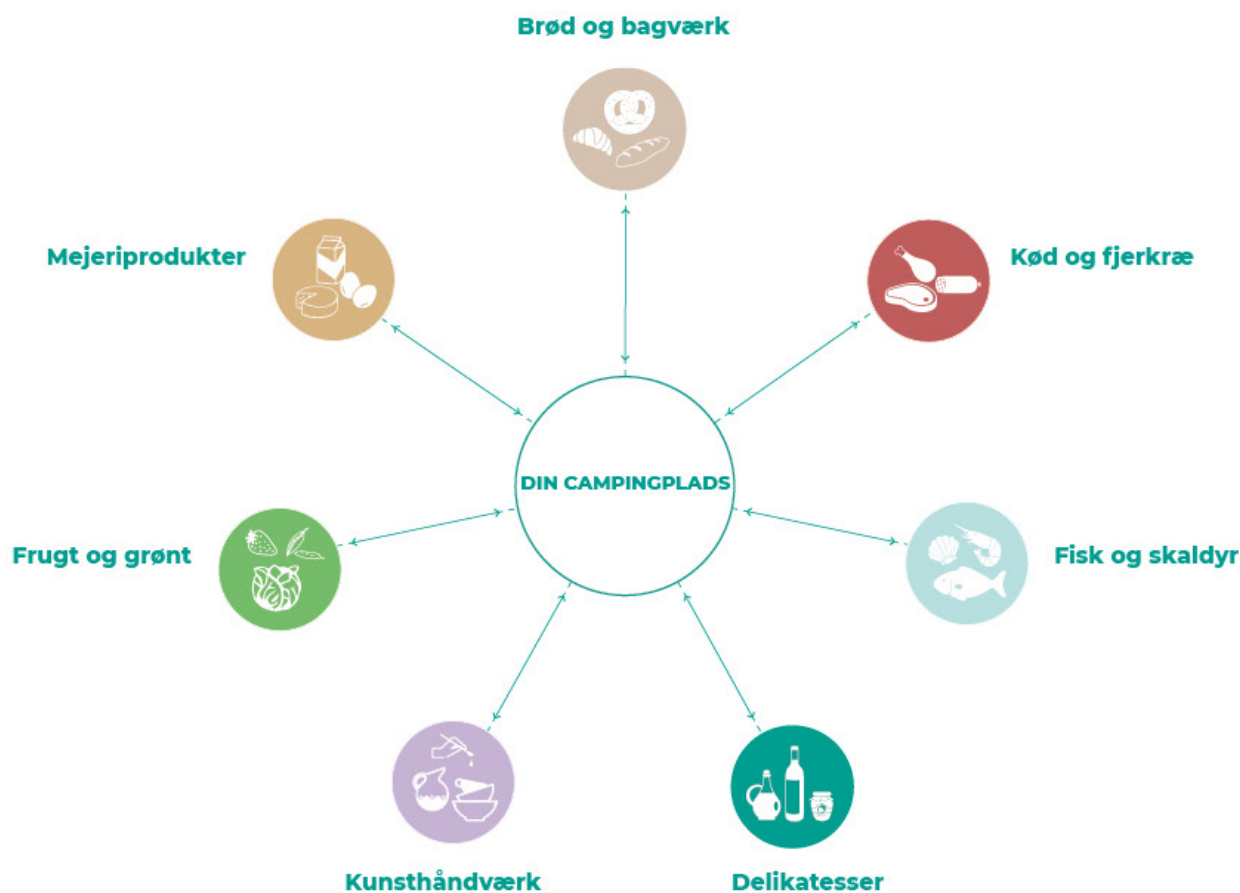 Brød og bagværk
Mejeriprodukter
Kød og fjerkræ
DIN CAMPINGPLADS
Frugt og grønt
Fisk og skaldyr
Kunsthåndværk
Delikatesser